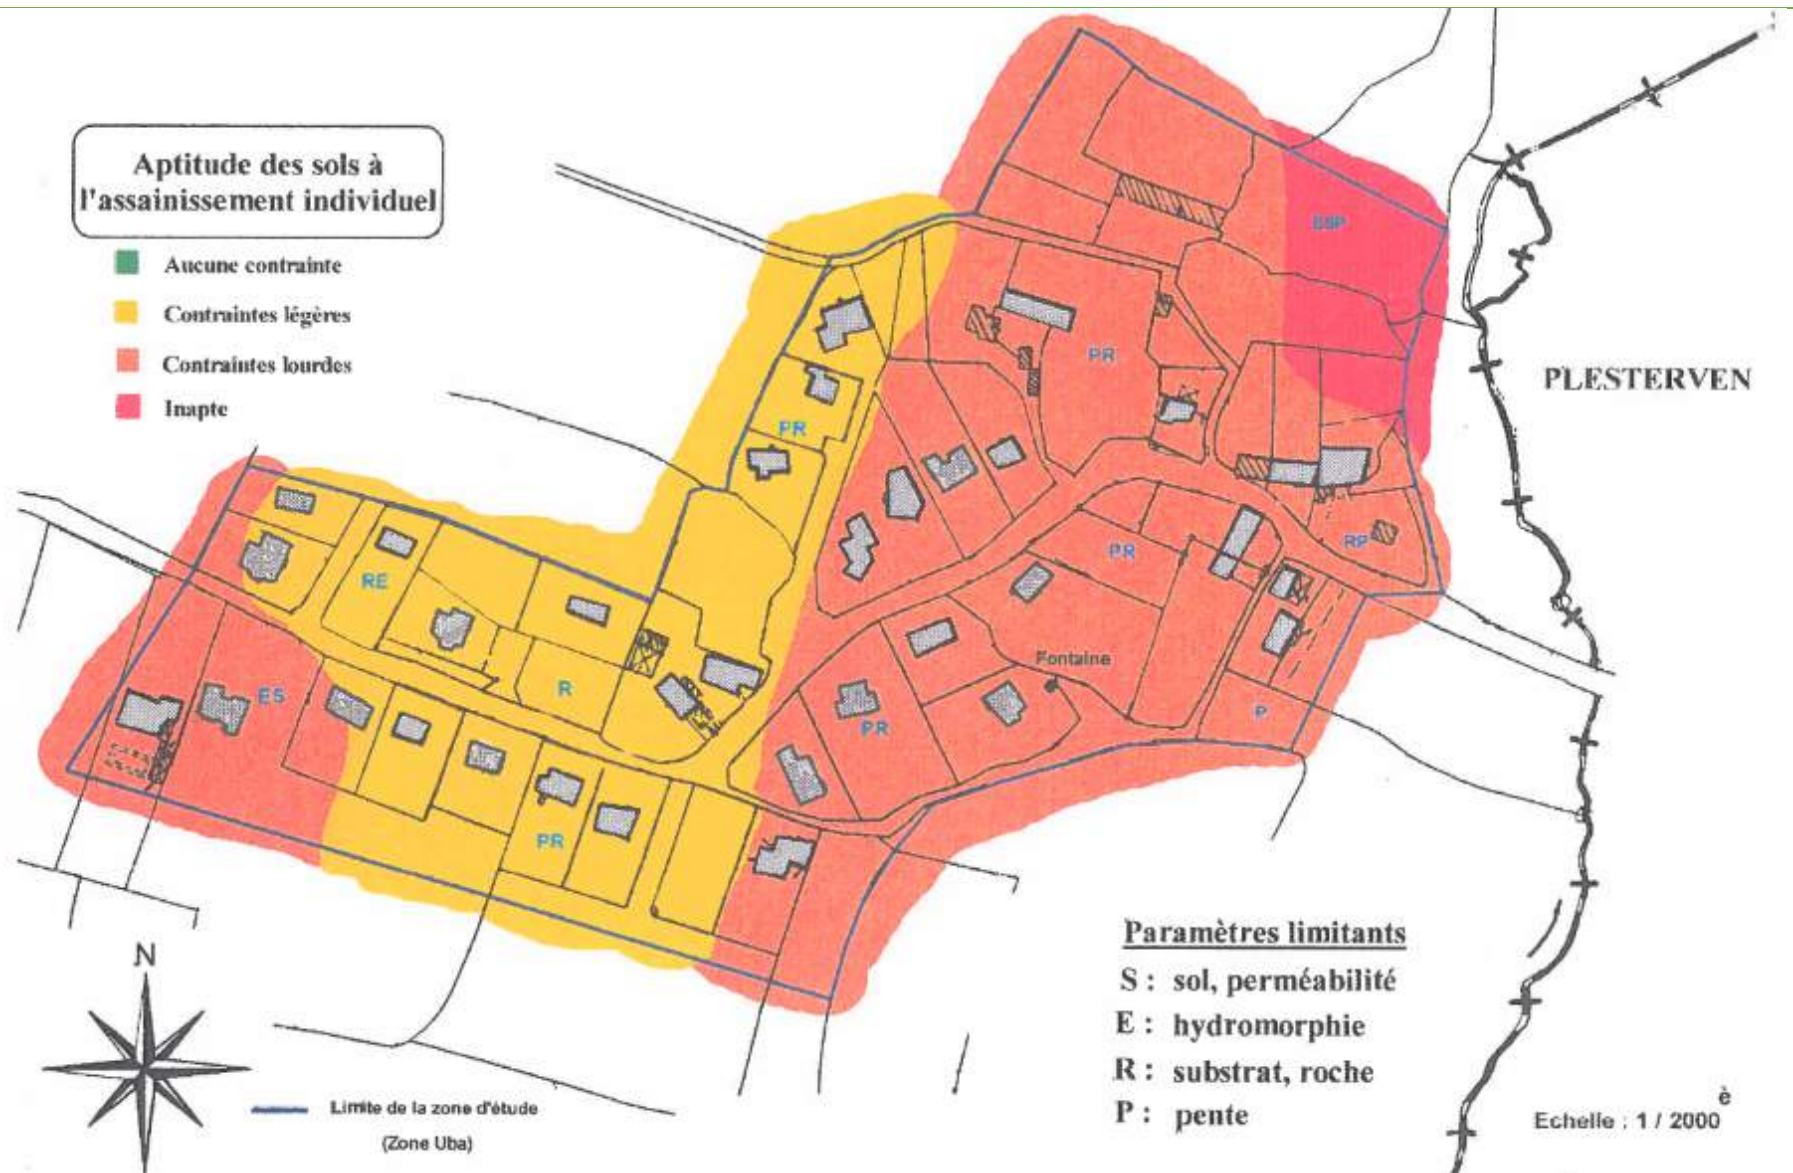 Aptitude des sols à
l'assainissement individuel
Aucune contrainte
Contraintes légères
Contraintes lourdes
Inapte
PR
PR
RE
ES
R
PR
PR
PR
RP
P
Fontaine
PLESTERVEN
Paramètres limitants
S : sol, perméabilité
E : hydromorphie
R : substrat, roche
P : pente
N
Limite de la zone d'étude
(Zone Uba)
Echelle : 1 / 2000 è